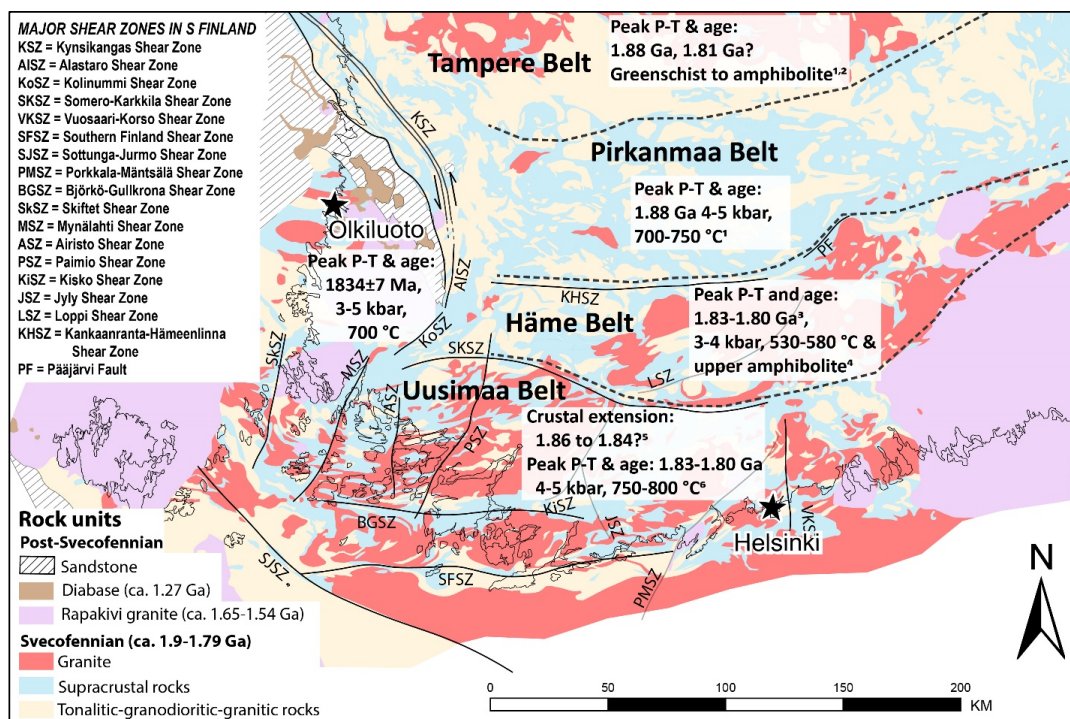 MAJOR SHEAR ZONES IN S FINLAND
KSZ = Kynsikangas Shear Zone
AISZ = Alastaro Shear Zone
KoSZ = Kolinummi Shear Zone
SKSZ = Somero-Karkkila Shear Zone
VKSZ = Vuosaari-Korso Shear Zone
SFSZ = Southern Finland Shear Zone
SJSZ = Sottunga-Jurmo Shear Zone
PMSZ = Porkkala-Mäntsälä Shear Zone
BGSZ = Björkö-Gullkrona Shear Zone
SkSZ = Skiftet Shear Zone
MSZ = Mynälahti Shear Zone
ASZ = Airisto Shear Zone
PSZ = Paimio Shear Zone
KiSZ = Kisko Shear Zone
JSZ = Jyly Shear Zone
LSZ = Loppi Shear Zone
KHSZ = Kankaanranta-Hämeenlinna
Shear Zone
PF = Pääjärvi Fault
Tampere Belt
Peak P-T & age:
1.88 Ga, 1.81 Ga?
Greenschist to amphibolite¹,²
KSZ
Pirkanmaa Belt
Peak P-T & age:
1.88 Ga 4-5 kbar,
700-750 °C¹
Olkiluoto
Peak P-T & age:
1834±7 Ma,
3-5 kbar,
700 °C
AISZ
KoSZ
PF
KHSZ
Häme Belt
Peak P-T and age:
1.83-1.80 Ga³,
3-4 kbar, 530-580 °C &
upper amphibolite⁴
SkSZ
MSZ
SKSZ
LSZ
Uusimaa Belt
ASZ
PSZ
Crustal extension:
1.86 to 1.84?⁵
Peak P-T & age: 1.83-1.80 Ga
4-5 kbar, 750-800 °C⁶
BGSZ
KiSZ
JSZ
VKSZ
Helsinki
SJSZ
SFSZ
PMSZ
Rock units
Post-Svecofennian
Sandstone
Diabase (ca. 1.27 Ga)
Rapakivi granite (ca. 1.65-1.54 Ga)
Svecofennian (ca. 1.9-1.79 Ga)
Granite
Supracrustal rocks
Tonalitic-granodioritic-granitic rocks
N
0 50 100 150 200
KM